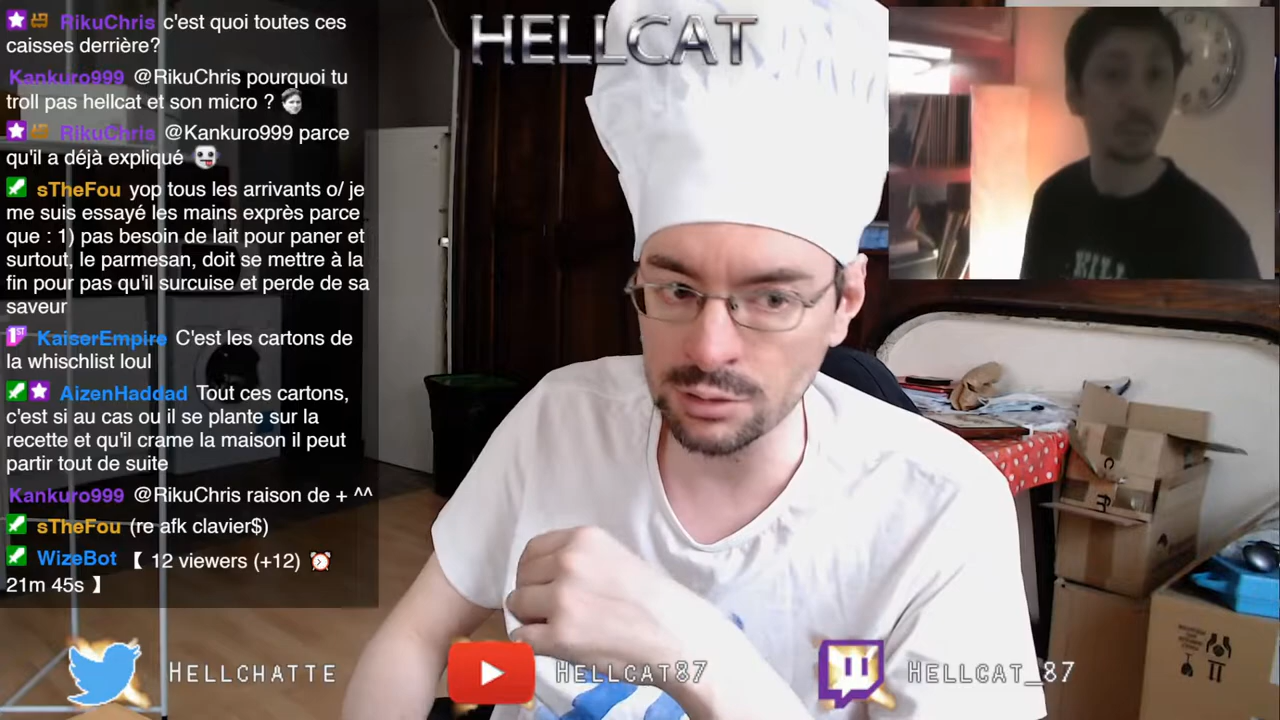 RikuChris c'est quoi toutes ces
caisses derrière?
Kankuro999 @RikuChris pourquoi tu
troll pas hellcat et son micro ?
RikuChris @Kankuro999 parce
qu'il a déjà expliqué
sTheFou yop tous les arrivants o/ je
me suis essayé les mains exprès parce
que : 1) pas besoin de lait pour paner et
surtout, le parmesan, doit se mettre à la
fin pour pas qu'il surcuise et perde de sa
saveur
1ST KaiserEmpire C'est les cartons de
la whischlist loul
AizenHaddad Tout ces cartons,
c'est si au cas ou il se plante sur la
recette et qu'il crame la maison il peut
partir tout de suite
Kankuro999 @RikuChris raison de + ^^
sTheFou (re afk clavier$)
WizeBot 【 12 viewers (+12)
21m 45s 】
HELLCAT
KILL
HELLCHATTE
HELLCAT87
HELLCAT_87